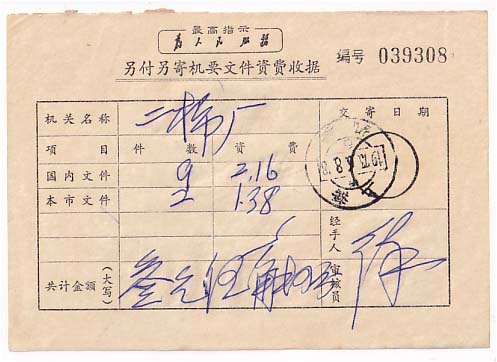 最高指示
为人民服务
另付另寄机要文件资费收据
编号 039308
机关名称 二棉厂 交寄日期
项目 件数 资费
国内文件 9 2.16
本市文件 2 1.38
共计金额(大写) 叁元伍角肆分
经手人
审核员